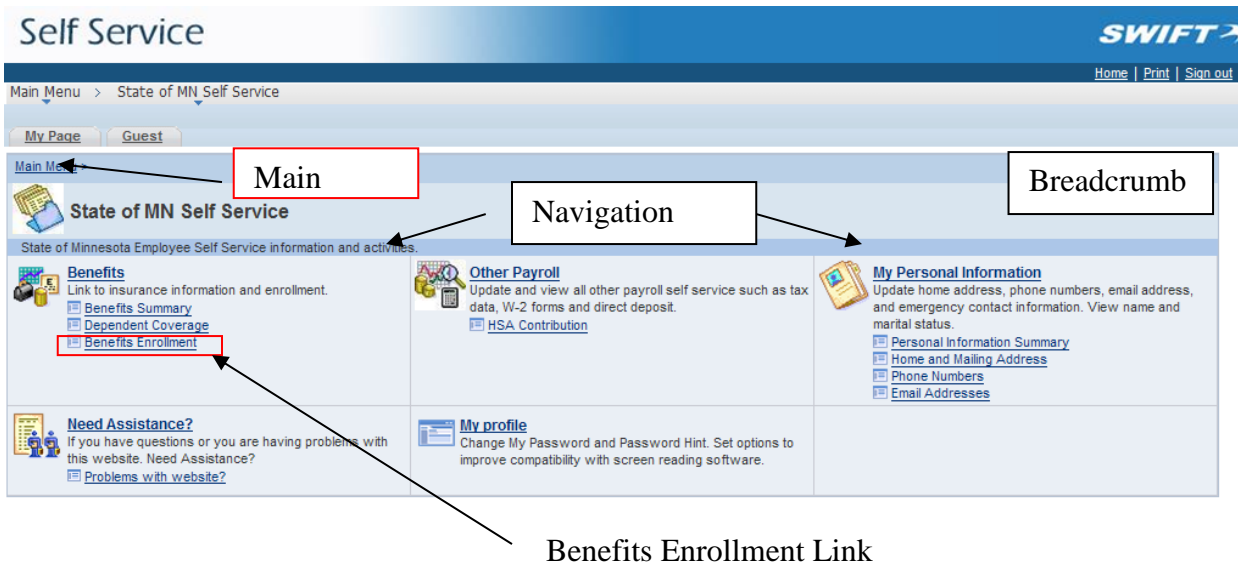 Self Service
SWIFT
Home | Print | Sign out
Main Menu > State of MN Self Service
My Page Guest
Main Menu >
Main
Breadcrumb
State of MN Self Service
Navigation
State of Minnesota Employee Self Service information and activities.
Benefits
Link to insurance information and enrollment.
Benefits Summary
Dependent Coverage
Benefits Enrollment
Other Payroll
Update and view all other payroll self service such as tax
data, W-2 forms and direct deposit.
HSA Contribution
My Personal Information
Update home address, phone numbers, email address,
and emergency contact information. View name and
marital status.
Personal Information Summary
Home and Mailing Address
Phone Numbers
Email Addresses
Need Assistance?
If you have questions or you are having problems with
this website. Need Assistance?
Problems with website?
My profile
Change My Password and Password Hint. Set options to
improve compatibility with screen reading software.
Benefits Enrollment Link